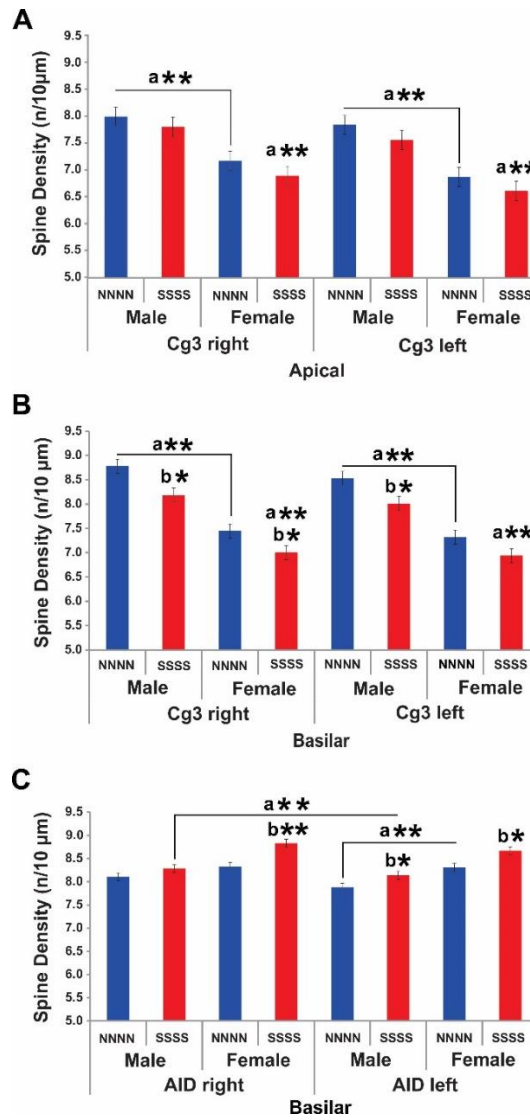 A
Spine Density (n/10µm)
9.5
9.0
8.5
8.0
7.5
7.0
6.5
6.0
5.5
5.0
a** a**
a** a**
NNNN SSSS NNNN SSSS NNNN SSSS NNNN SSSS
Male Female Male Female
Cg3 right Cg3 left
Apical
B
Spine Density (n/10 µm)
9.5
9.0
8.5
8.0
7.5
7.0
6.5
6.0
5.5
5.0
a** a**
b* a** b* a**
b*
NNNN SSSS NNNN SSSS NNNN SSSS NNNN SSSS
Male Female Male Female
Cg3 right Cg3 left
Basilar
C
Spine Density (n/10 µm)
9.5
9.0
8.5
8.0
7.5
7.0
6.5
6.0
5.5
5.0
a**
b** a** b*
b*
NNNN SSSS NNNN SSSS NNNN SSSS NNNN SSSS
Male Female Male Female
AID right AID left
Basilar